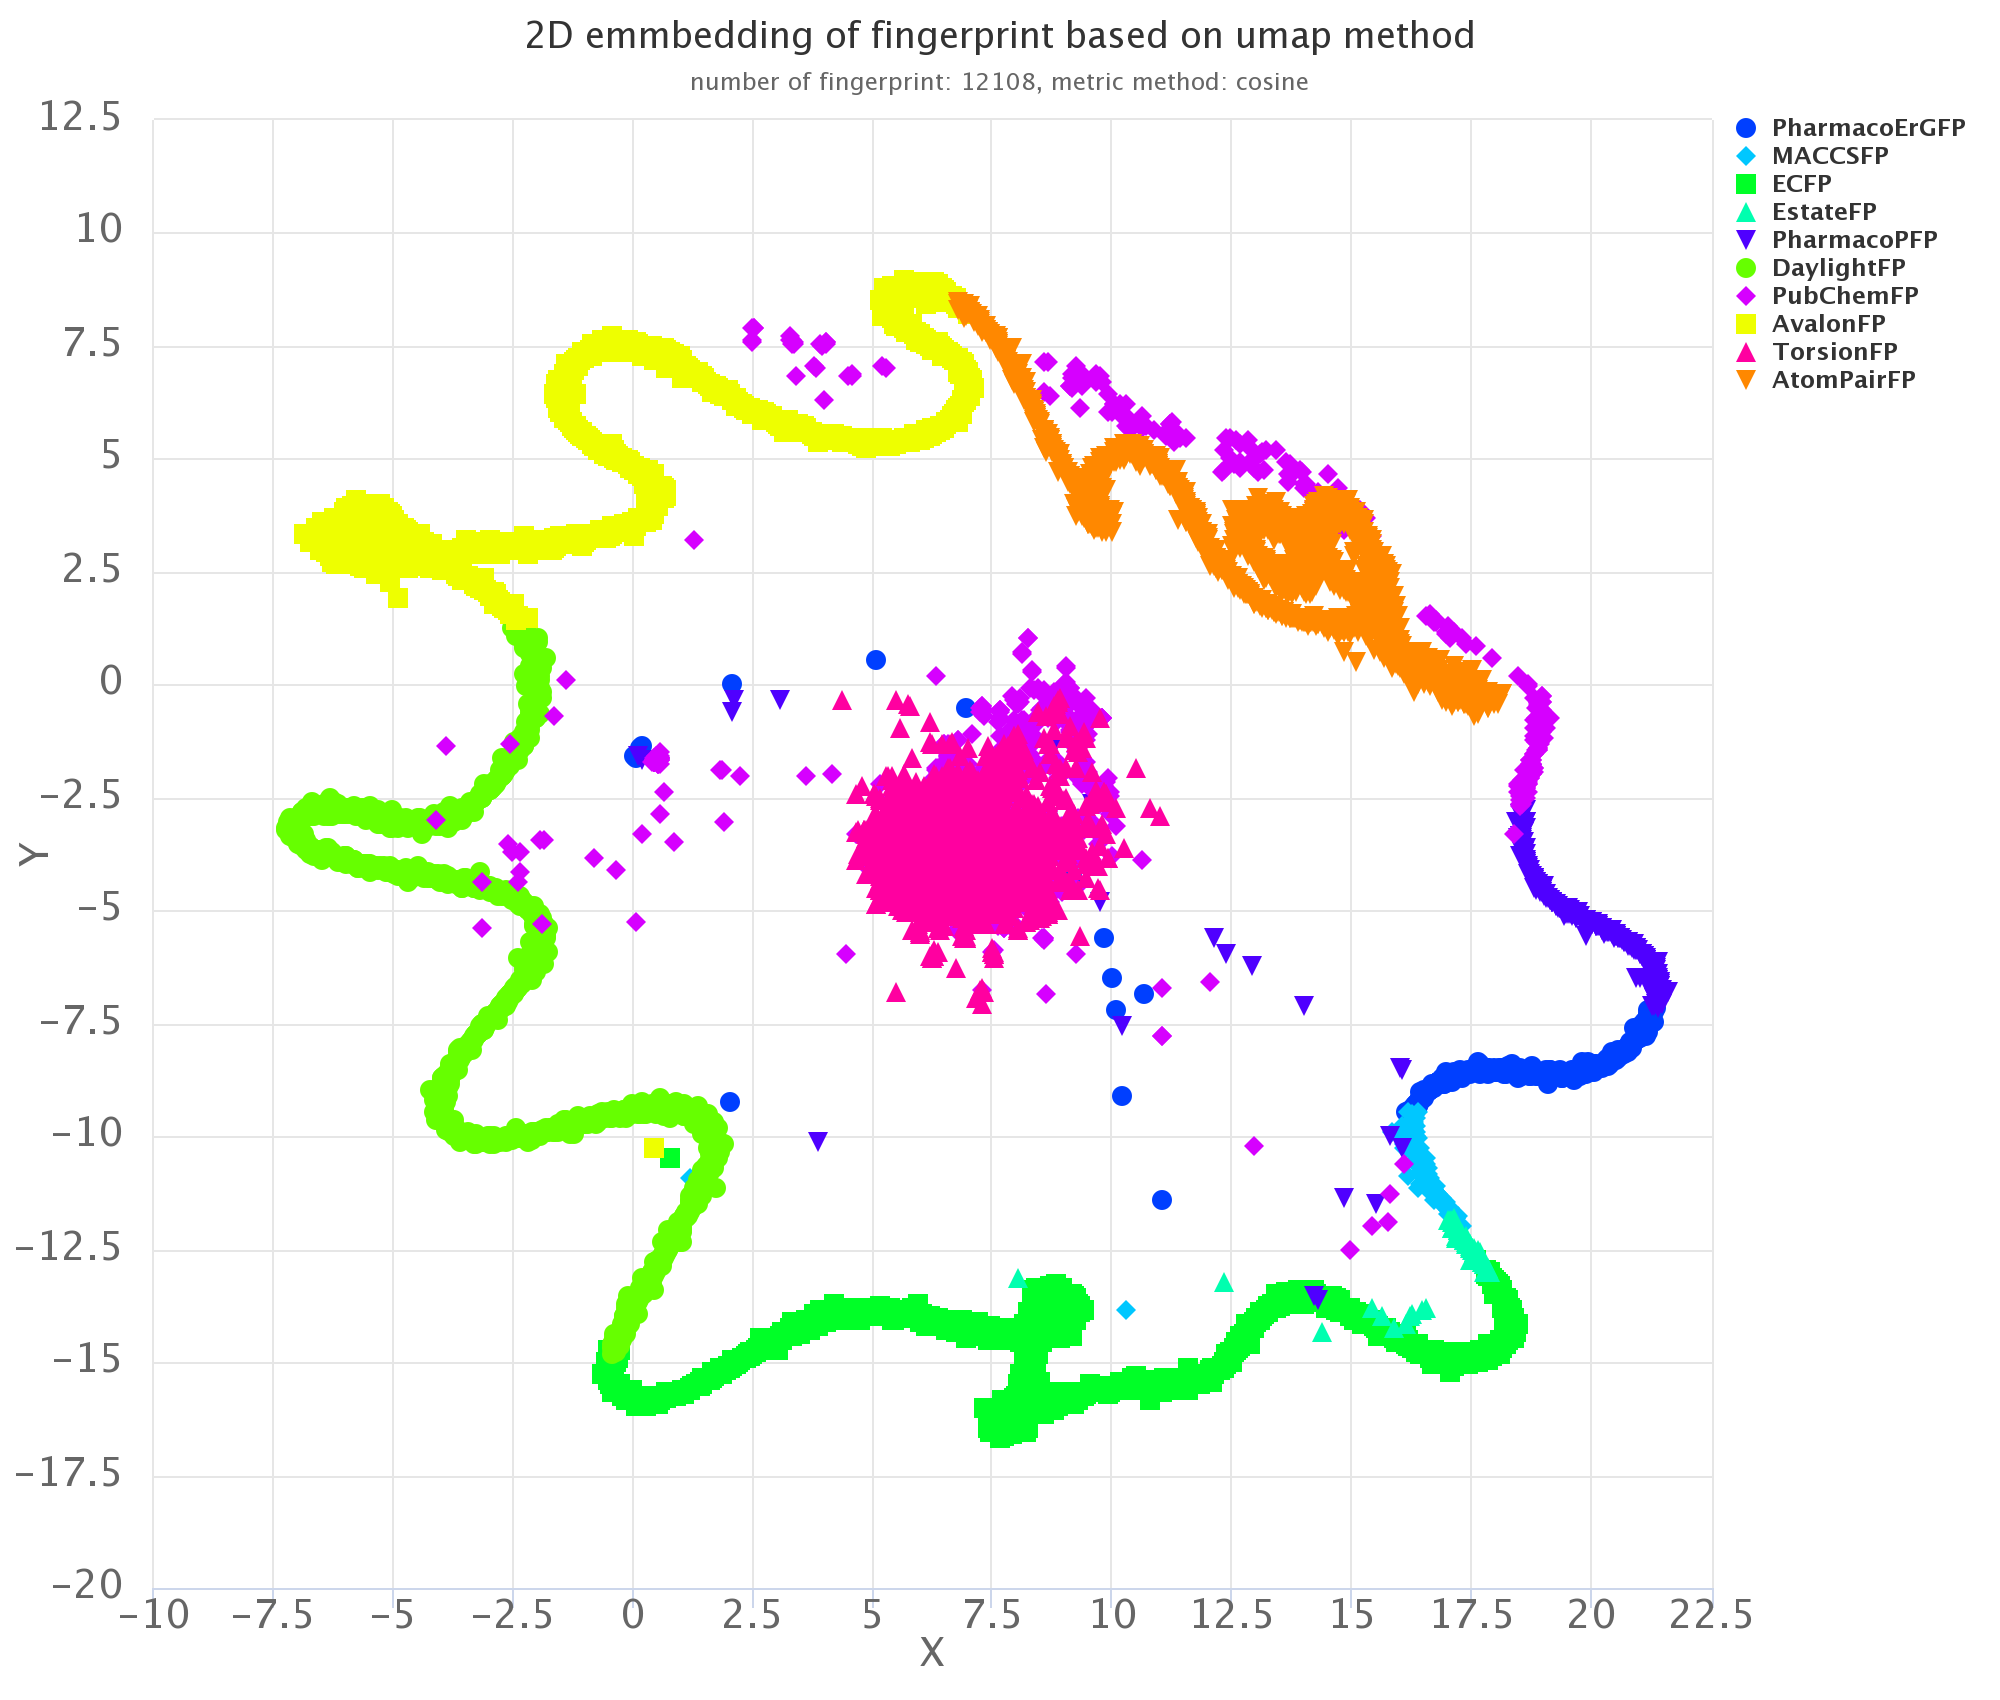 2D emmbedding of fingerprint based on umap method
number of fingerprint: 12108, metric method: cosine
12.5
10
7.5
5
2.5
0
−2.5
−5
−7.5
−10
−12.5
−15
−17.5
−20
Y
−10
−7.5
−5
−2.5
0
2.5
5
7.5
10
12.5
15
17.5
20
22.5
X
PharmacoErGFP
MACCSFP
ECFP
EstateFP
PharmacoPFP
DaylightFP
PubChemFP
AvalonFP
TorsionFP
AtomPairFP